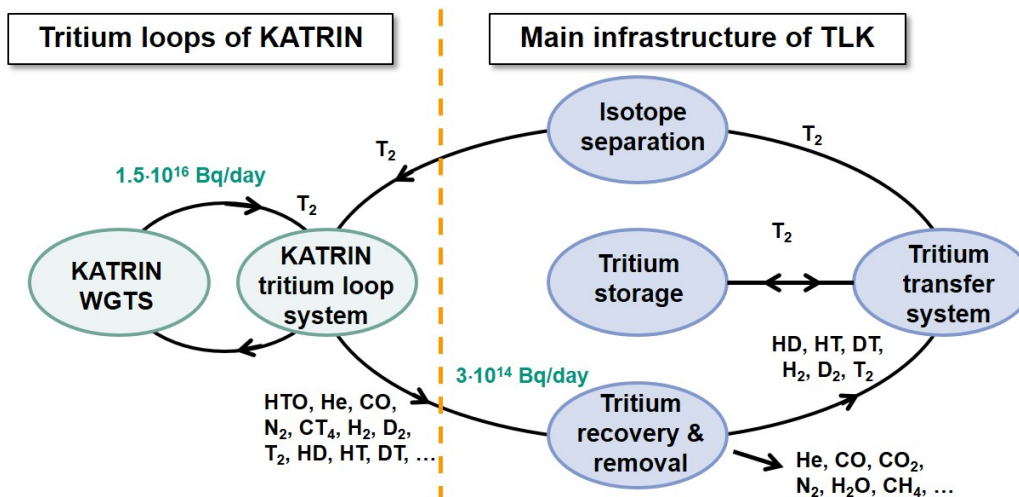 Tritium loops of KATRIN
Main infrastructure of TLK
Isotope
separation
T₂
T₂
1.5·10¹⁶ Bq/day
T₂
KATRIN
WGTS
KATRIN
tritium loop
system
Tritium
storage
T₂
Tritium
transfer
system
HTO, He, CO,
N₂, CT₄, H₂, D₂,
T₂, HD, HT, DT, ...
3·10¹⁴ Bq/day
Tritium
recovery &
removal
HD, HT, DT,
H₂, D₂, T₂
He, CO, CO₂,
N₂, H₂O, CH₄, ...